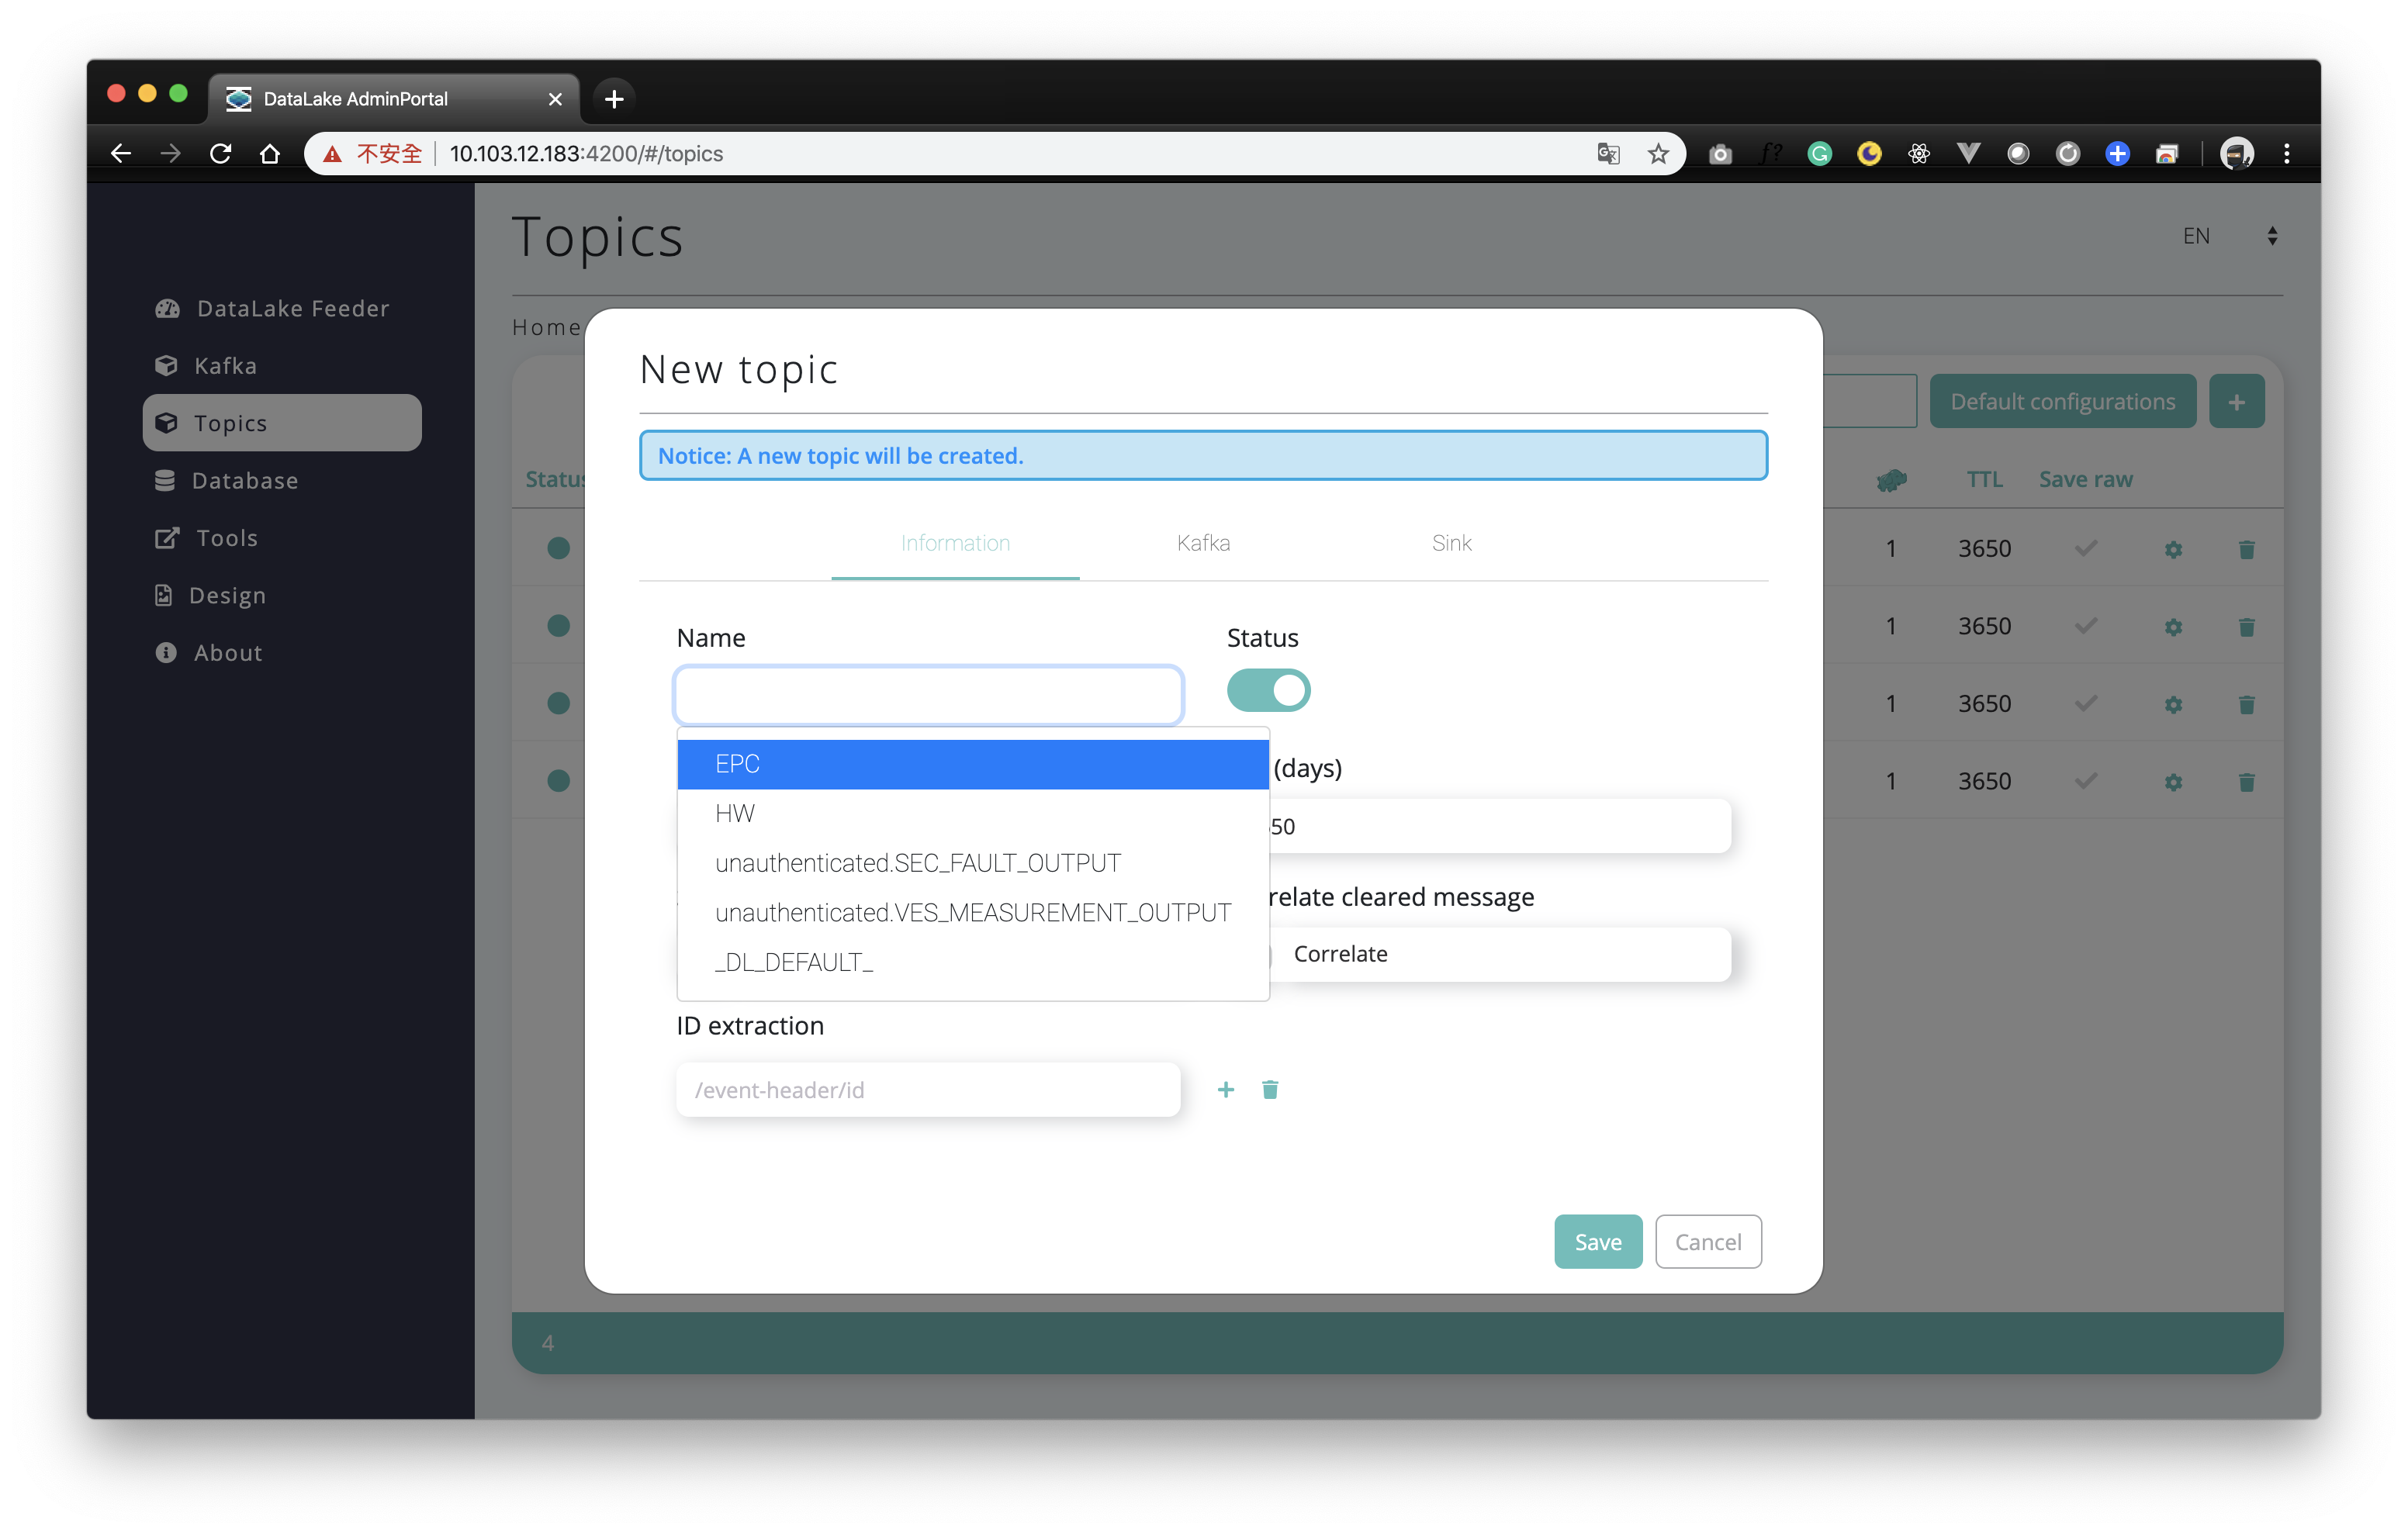 DataLake AdminPortal
不安全 10.103.12.183:4200/#/topics
Topics
EN
DataLake Feeder
Kafka
Topics
Database
Tools
Design
About
Home
Default configurations
Status TTL Save raw
1 3650
1 3650
1 3650
1 3650
4
New topic
Notice: A new topic will be created.
Information Kafka Sink
Name Status
EPC
HW
unauthenticated.SEC_FAULT_OUTPUT
unauthenticated.VES_MEASUREMENT_OUTPUT
_DL_DEFAULT_
(days)
50
relate cleared message
Correlate
ID extraction
/event-header/id
Save Cancel